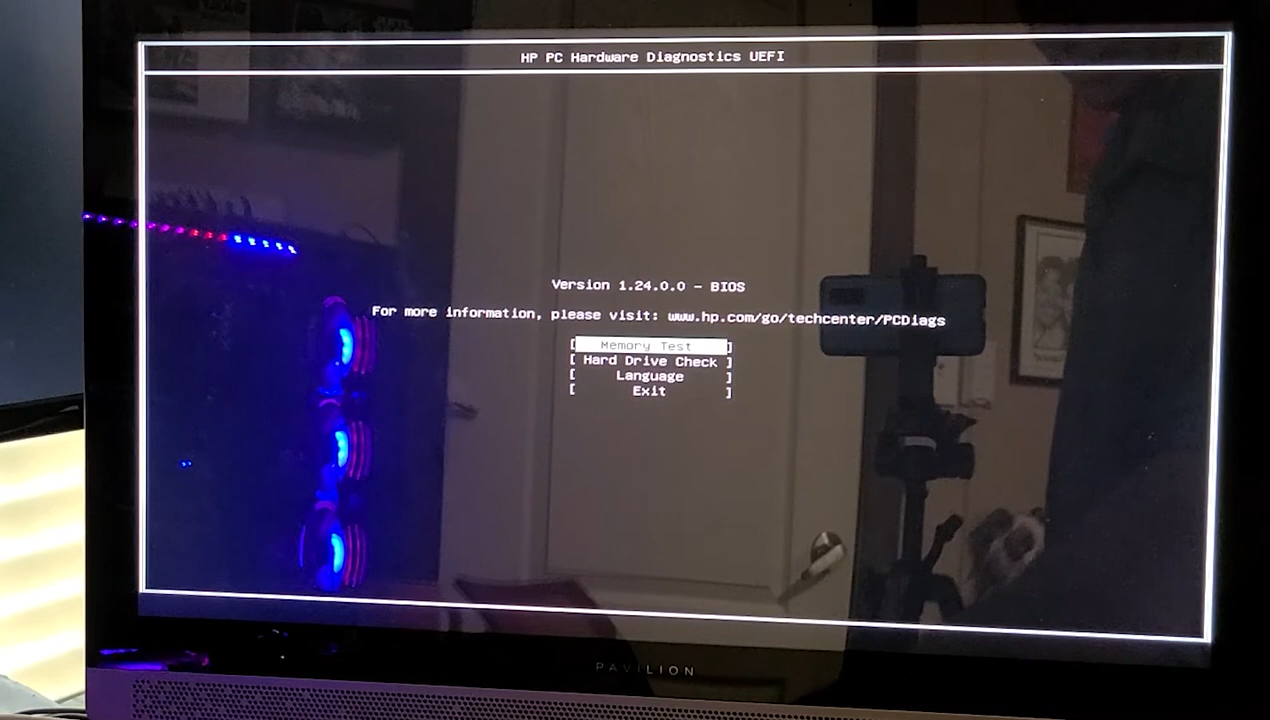 HP PC Hardware Diagnostics UEFI
Version 1.24.0.0 - BIOS
For more information, please visit: www.hp.com/go/techcenter/PCDiags
[ Memory Test ]
[ Hard Drive Check ]
[ Language ]
[ Exit ]
PAVILION